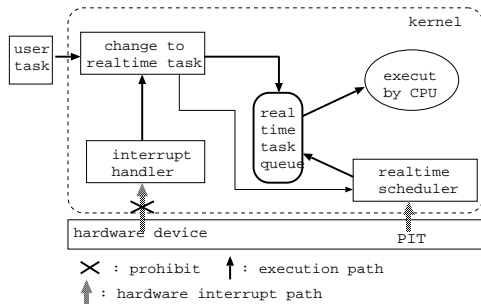 kernel
user
task
change to
realtime task
execut
by CPU
real
time
task
queue
interrupt
handler
realtime
scheduler
hardware device
PIT
: prohibit
: execution path
: hardware interrupt path